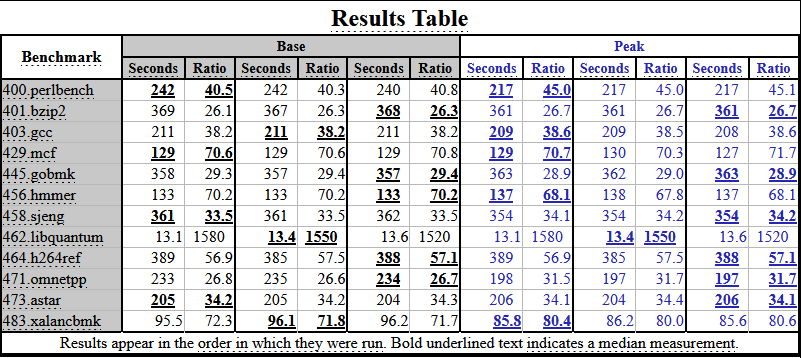 Results Table
Benchmark Base Peak
Seconds Ratio Seconds Ratio Seconds Ratio Seconds Ratio Seconds Ratio Seconds Ratio
400.perlbench 242 40.5 242 40.3 240 40.8 217 45.0 217 45.0 217 45.1
401.bzip2 369 26.1 367 26.3 368 26.3 361 26.7 361 26.7 361 26.7
403.gcc 211 38.2 211 38.2 211 38.2 209 38.6 209 38.5 208 38.6
429.mcf 129 70.6 129 70.6 129 70.8 129 70.7 130 70.3 127 71.7
445.gobmk 358 29.3 357 29.4 357 29.4 363 28.9 362 29.0 363 28.9
456.hmmer 133 70.2 133 70.2 133 70.2 137 68.1 138 67.8 137 68.1
458.sjeng 361 33.5 361 33.5 362 33.5 354 34.1 354 34.2 354 34.2
462.libquantum 13.1 1580 13.4 1550 13.6 1520 13.1 1580 13.4 1550 13.6 1520
464.h264ref 389 56.9 385 57.5 388 57.1 389 56.9 385 57.5 388 57.1
471.omnetpp 233 26.8 235 26.6 234 26.7 198 31.5 197 31.7 197 31.7
473.astar 205 34.2 205 34.2 204 34.3 206 34.1 204 34.4 206 34.1
483.xalancbmk 95.5 72.3 96.1 71.8 96.2 71.7 85.8 80.4 86.2 80.0 85.6 80.6
Results appear in the order in which they were run. Bold underlined text indicates a median measurement.